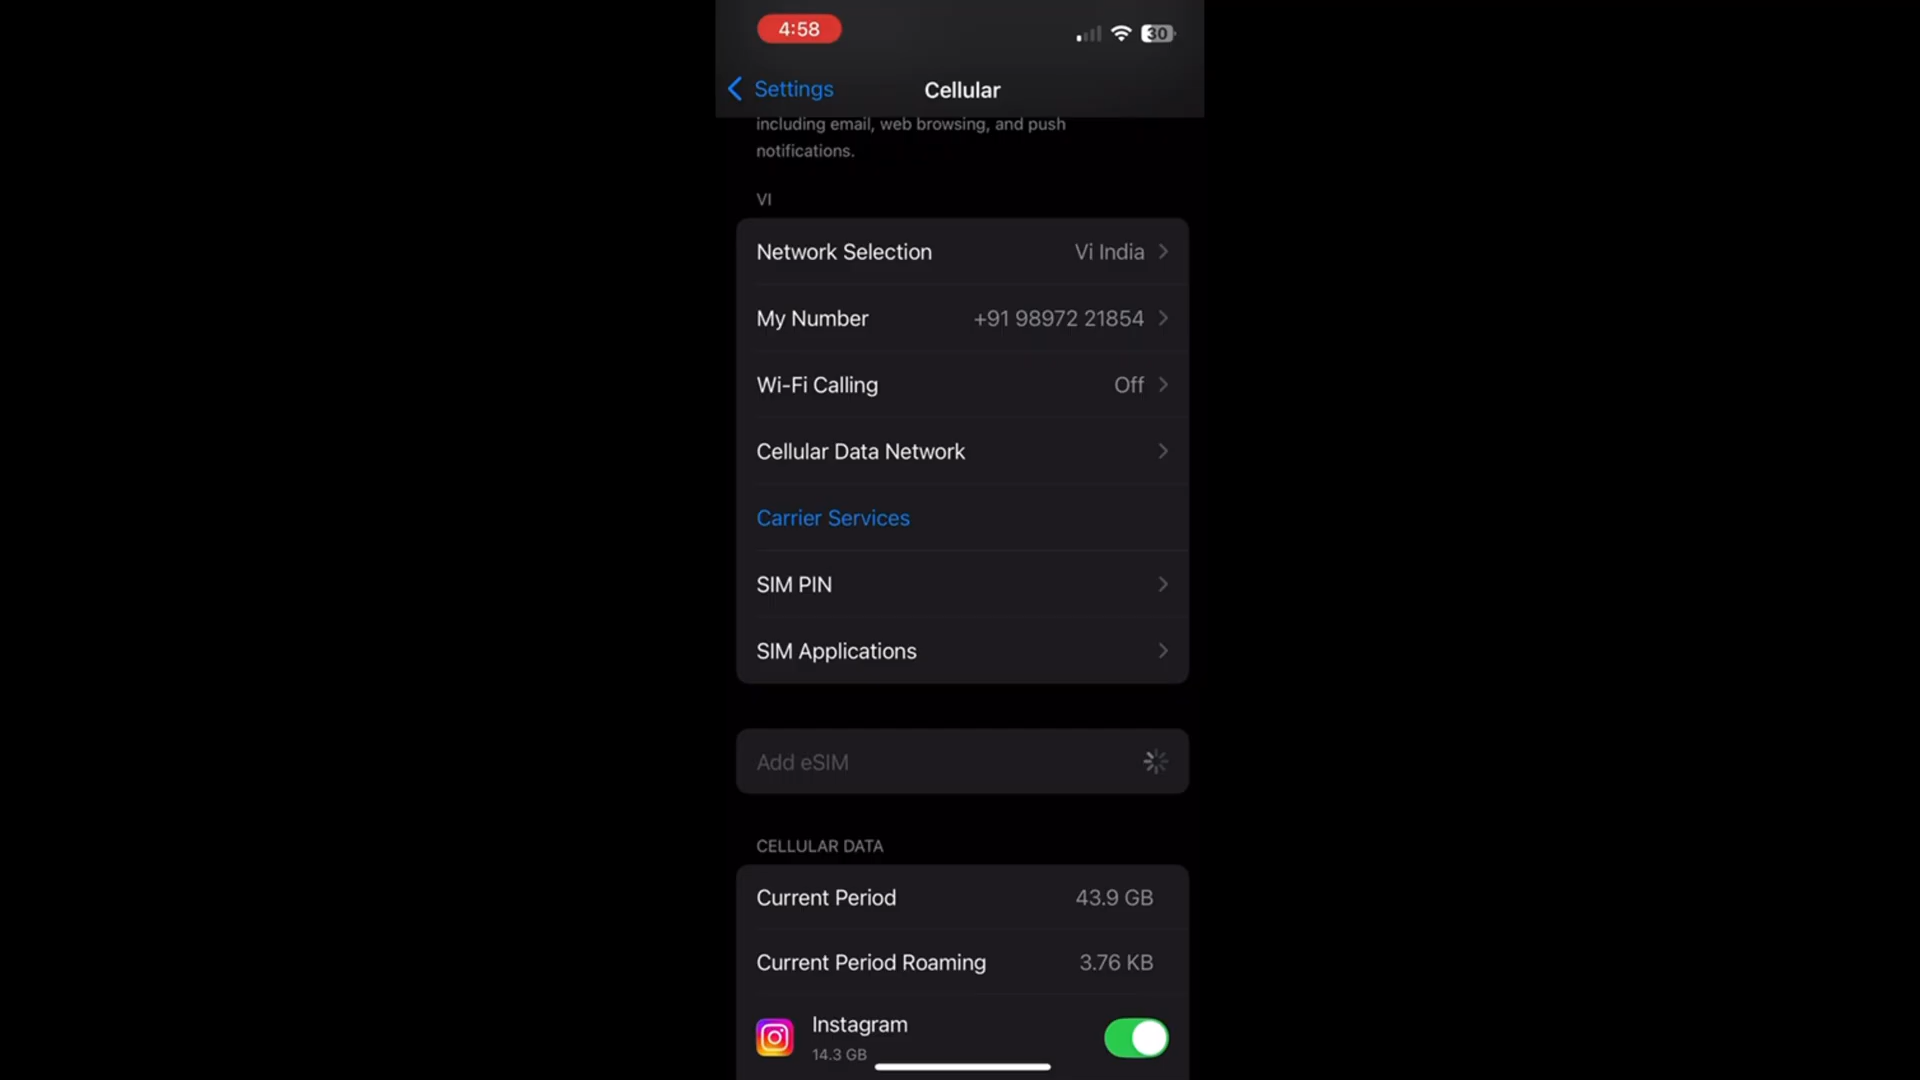 4:58
30
Settings
Cellular
including email, web browsing, and push
notifications.
VI
Network Selection Vi India
My Number +91 98972 21854
Wi-Fi Calling Off
Cellular Data Network
Carrier Services
SIM PIN
SIM Applications
Add eSIM
CELLULAR DATA
Current Period 43.9 GB
Current Period Roaming 3.76 KB
Instagram
14.3 GB